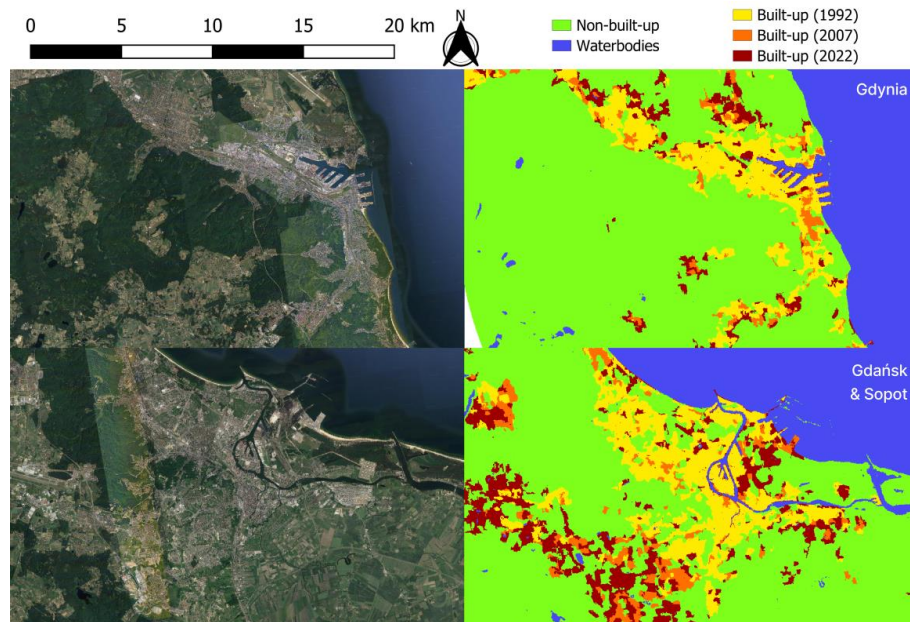 0 5 10 15 20 km
N
Non-built-up
Waterbodies
Built-up (1992)
Built-up (2007)
Built-up (2022)
Gdynia
Gdańsk
& Sopot